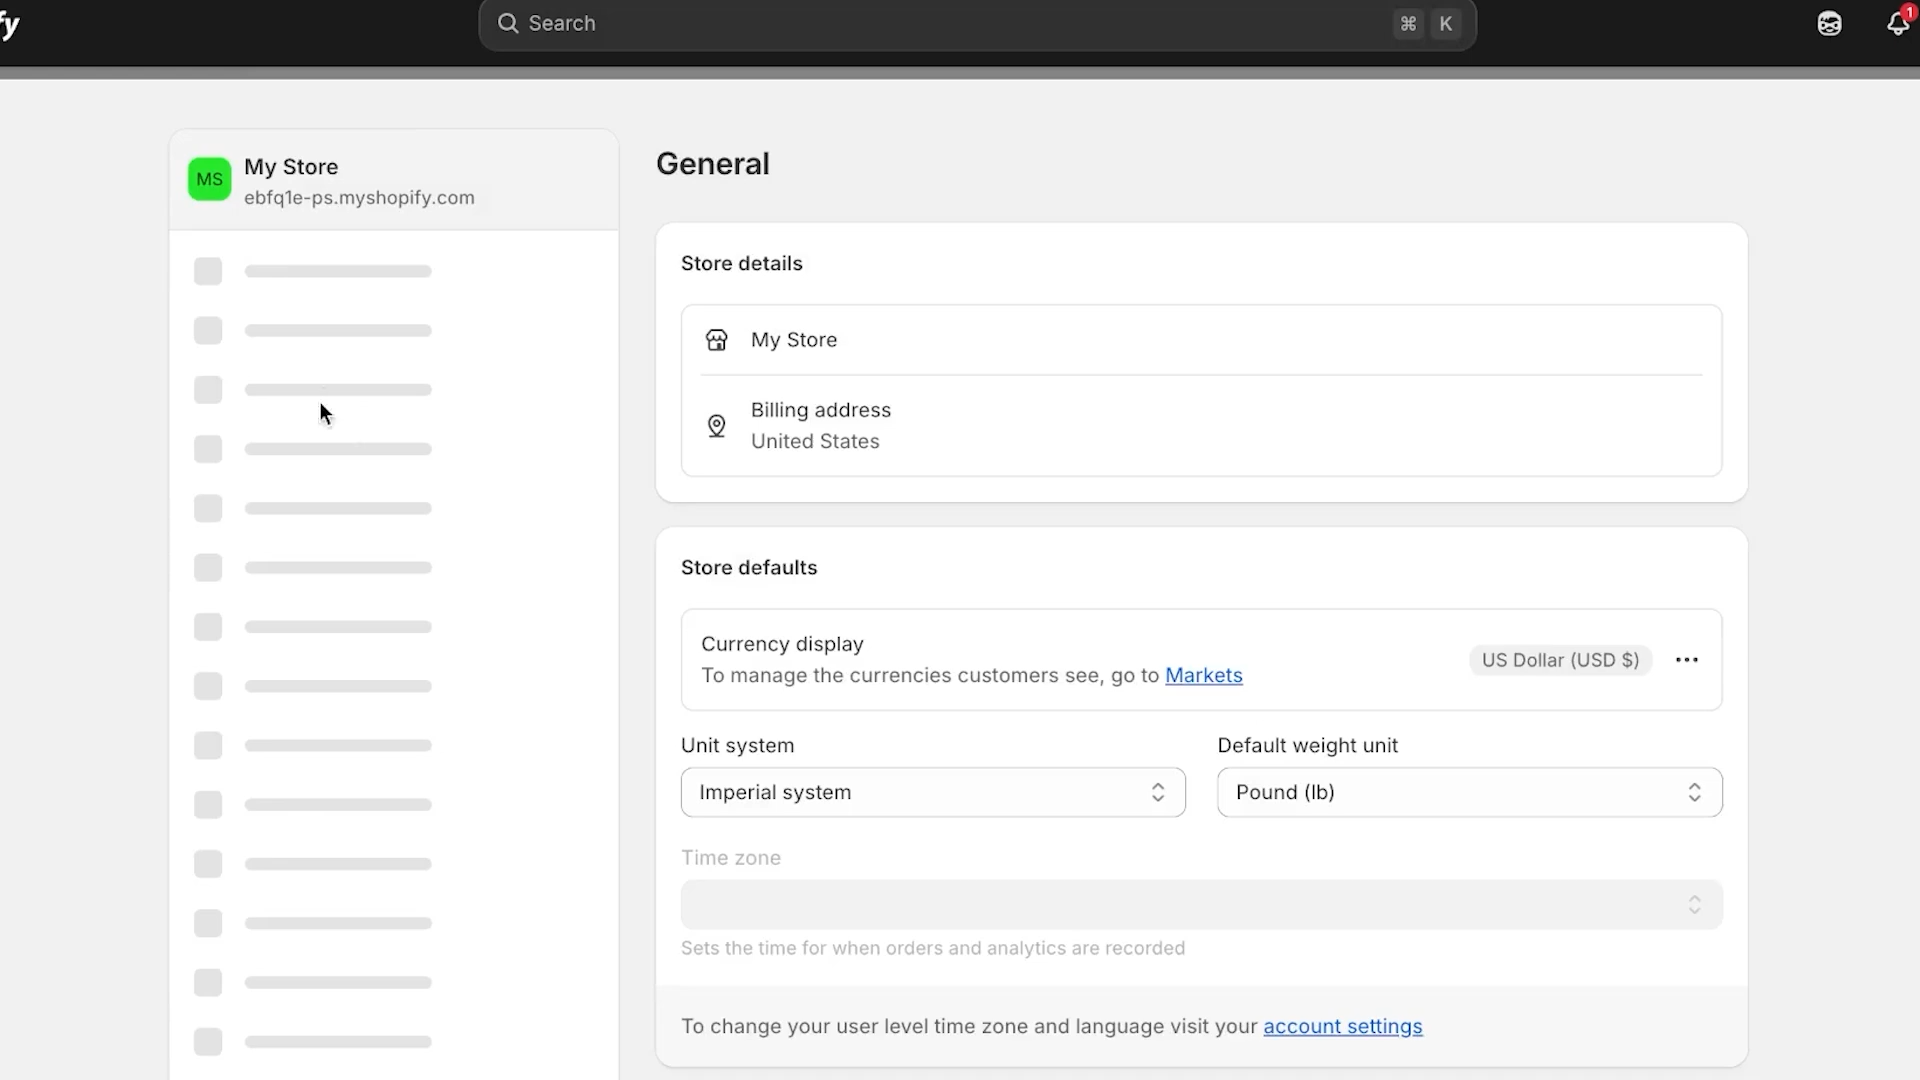 fy
Search
⌘ K
1
MS
My Store
ebfq1e-ps.myshopify.com
General
Store details
My Store
Billing address
United States
Store defaults
Currency display
To manage the currencies customers see, go to Markets
US Dollar (USD $)
Unit system
Default weight unit
Imperial system
Pound (lb)
Time zone
Sets the time for when orders and analytics are recorded
To change your user level time zone and language visit your account settings